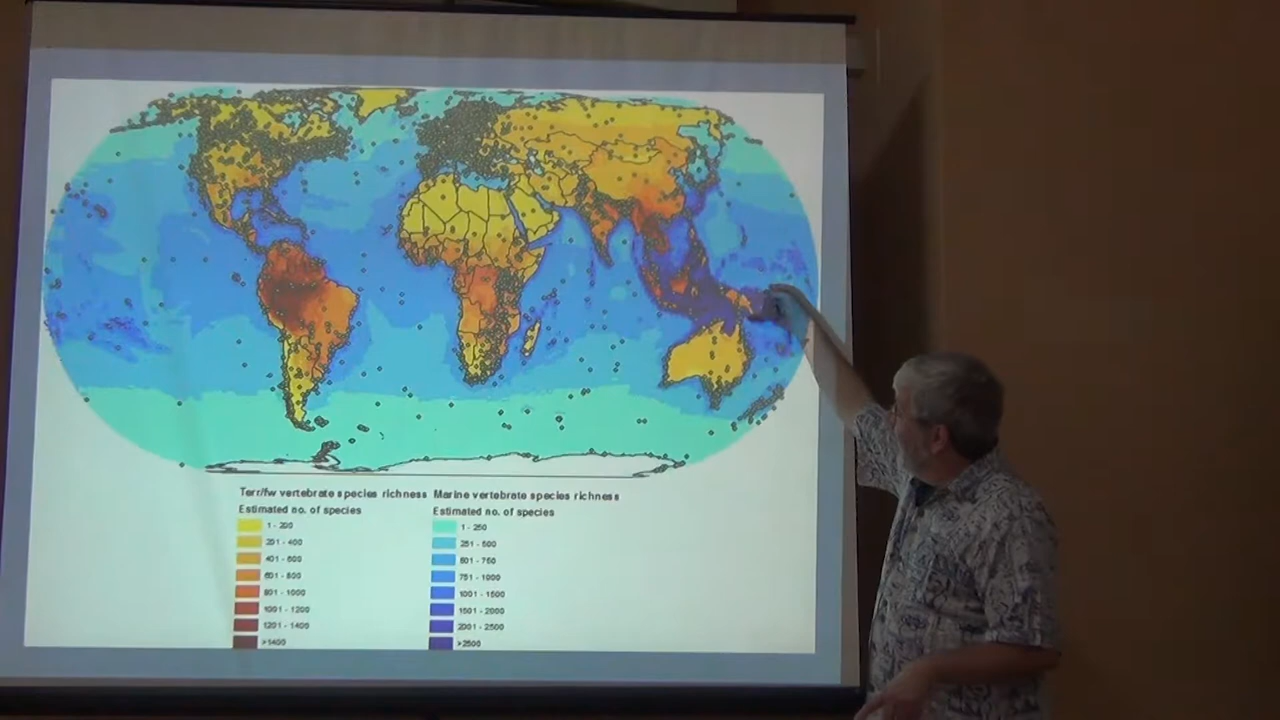 Terr/fw vertebrate species richness
Estimated no. of species
1 - 200
201 - 400
401 - 600
601 - 800
801 - 1000
1001 - 1200
1201 - 1400
>1400
Marine vertebrate species richness
Estimated no. of species
1 - 250
251 - 500
501 - 750
751 - 1000
1001 - 1500
1501 - 2000
2001 - 2500
>2500